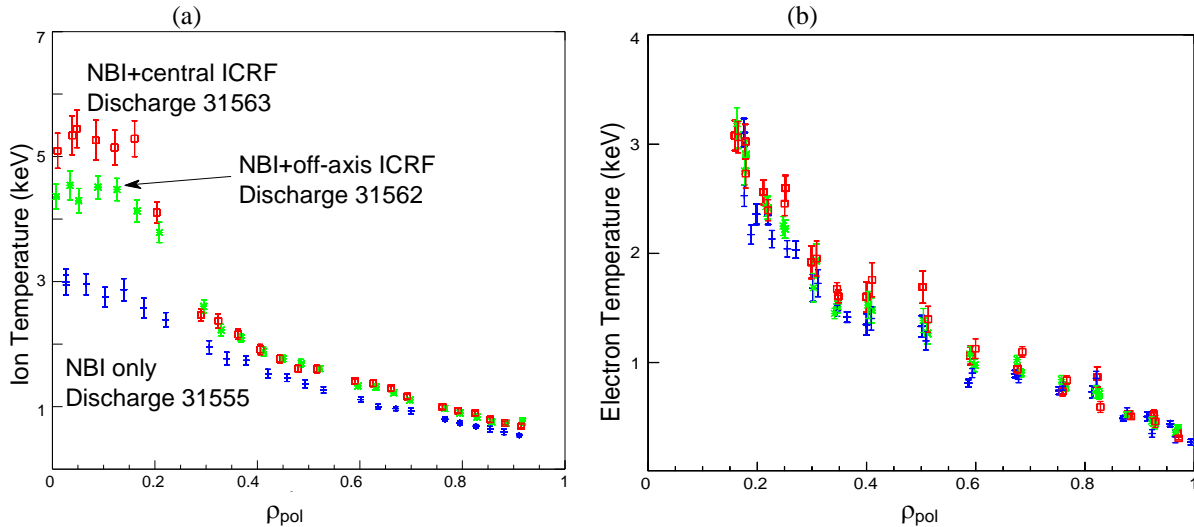 (a)
7
5
3
1
Ion Temperature (keV)
NBI+central ICRF
Discharge 31563
NBI+off-axis ICRF
Discharge 31562
NBI only
Discharge 31555
0
0.2
0.4
0.6
0.8
1
ρpol
(b)
4
3
2
1
Electron Temperature (keV)
0
0.2
0.4
0.6
0.8
1
ρpol